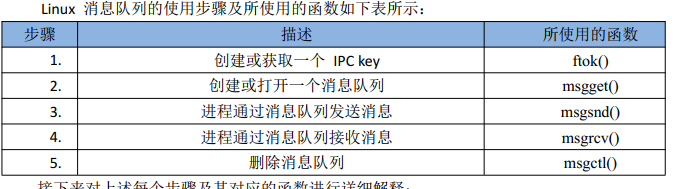 Linux 消息队列的使用步骤及所使用的函数如下表所示：
步骤 描述 所使用的函数
1. 创建或获取一个 IPC key ftok()
2. 创建或打开一个消息队列 msgget()
3. 进程通过消息队列发送消息 msgsnd()
4. 进程通过消息队列接收消息 msgrcv()
5. 删除消息队列 msgctl()
接下来对上述每个步骤及其对应的函数进行详细解释：